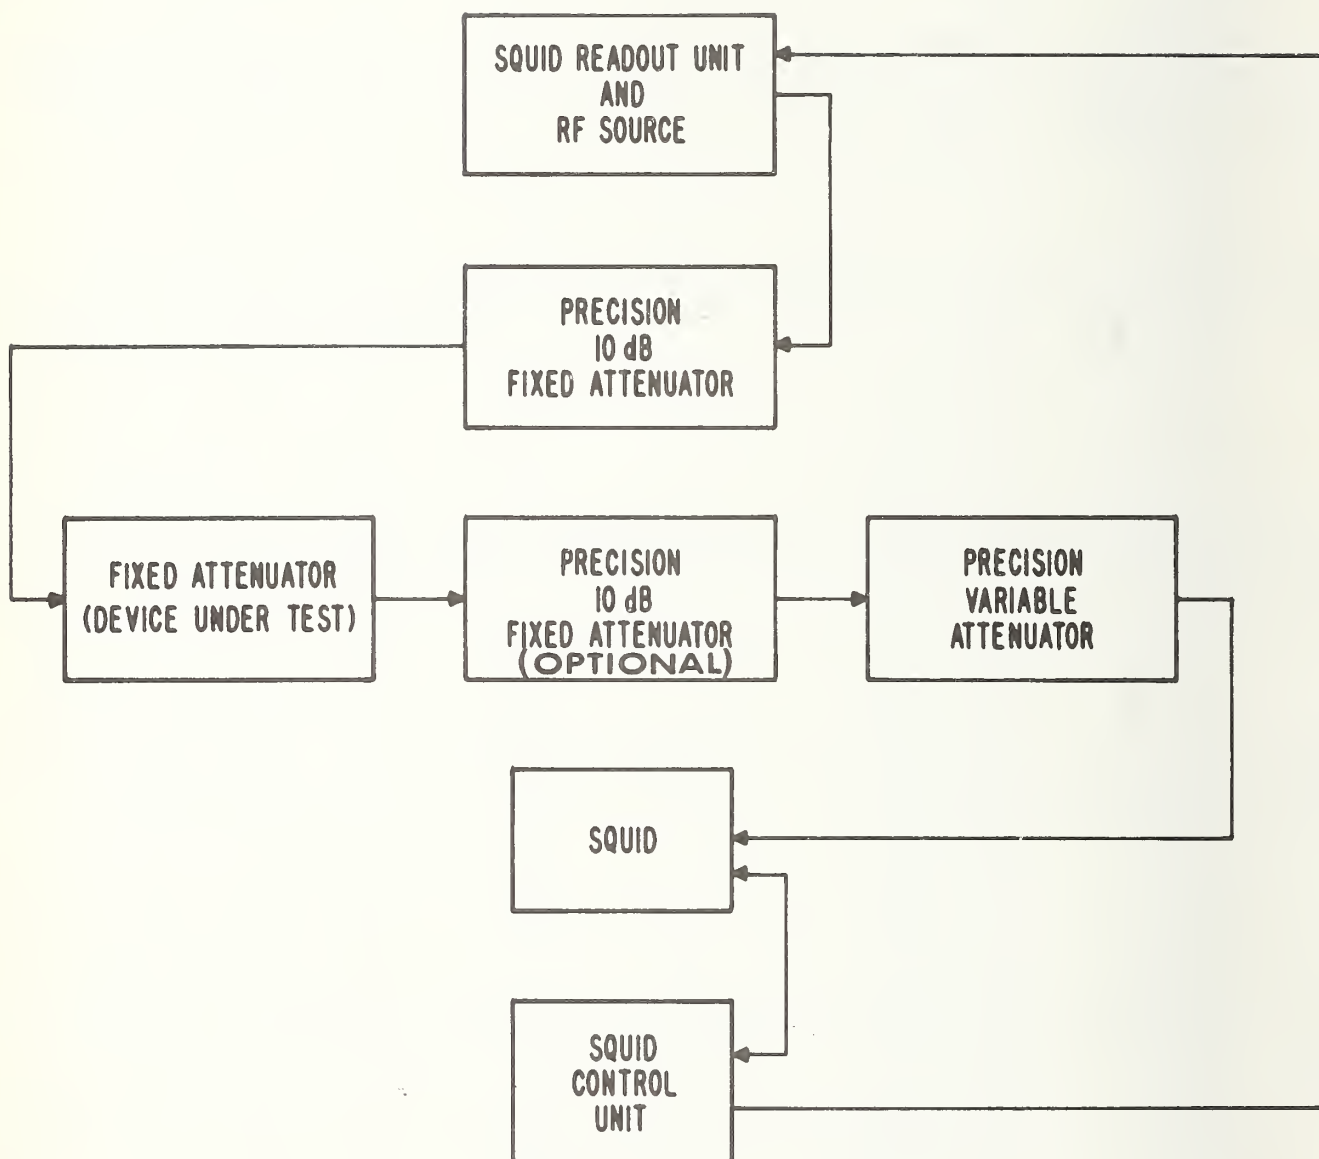 SQUID READOUT UNIT
AND
RF SOURCE
PRECISION
10 dB
FIXED ATTENUATOR
FIXED ATTENUATOR
(DEVICE UNDER TEST)
PRECISION
10 dB
FIXED ATTENUATOR
(OPTIONAL)
PRECISION
VARIABLE
ATTENUATOR
SQUID
SQUID
CONTROL
UNIT